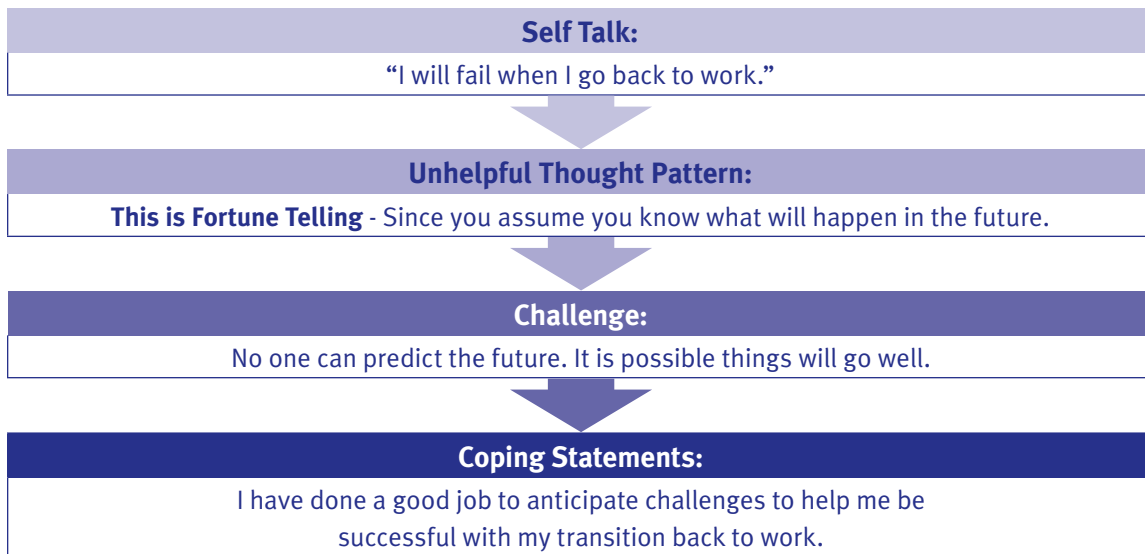 Self Talk:
“I will fail when I go back to work.”
Unhelpful Thought Pattern:
This is Fortune Telling - Since you assume you know what will happen in the future.
Challenge:
No one can predict the future. It is possible things will go well.
Coping Statements:
I have done a good job to anticipate challenges to help me be
successful with my transition back to work.